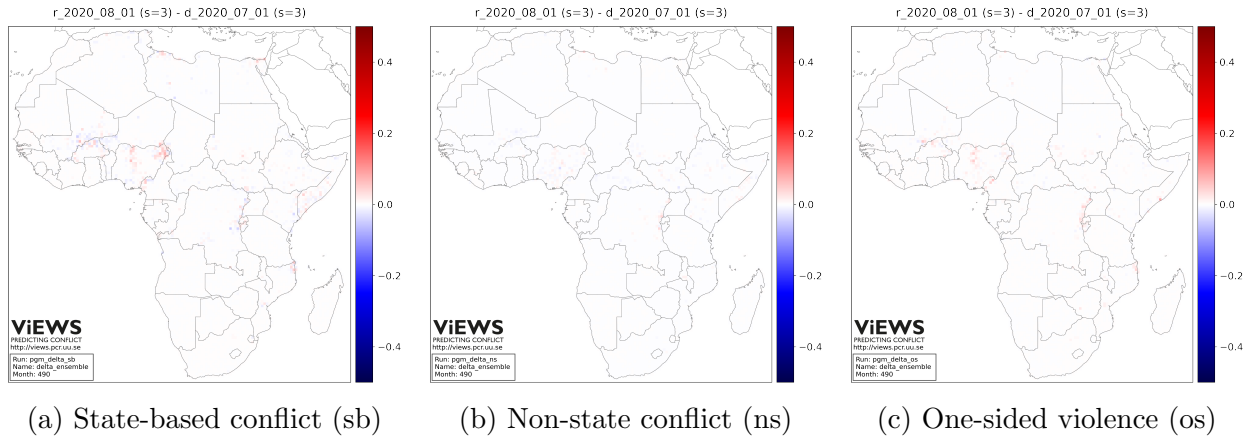 r_2020_08_01 (s=3) - d_2020_07_01 (s=3)
0.4
0.2
0.0
−0.2
−0.4
ViEWS
PREDICTING CONFLICT
http://views.pcr.uu.se
Run: pgm_delta_sb
Name: delta_ensemble
Month: 490
(a) State-based conflict (sb)
r_2020_08_01 (s=3) - d_2020_07_01 (s=3)
0.4
0.2
0.0
−0.2
−0.4
ViEWS
PREDICTING CONFLICT
http://views.pcr.uu.se
Run: pgm_delta_ns
Name: delta_ensemble
Month: 490
(b) Non-state conflict (ns)
r_2020_08_01 (s=3) - d_2020_07_01 (s=3)
0.4
0.2
0.0
−0.2
−0.4
ViEWS
PREDICTING CONFLICT
http://views.pcr.uu.se
Run: pgm_delta_os
Name: delta_ensemble
Month: 490
(c) One-sided violence (os)